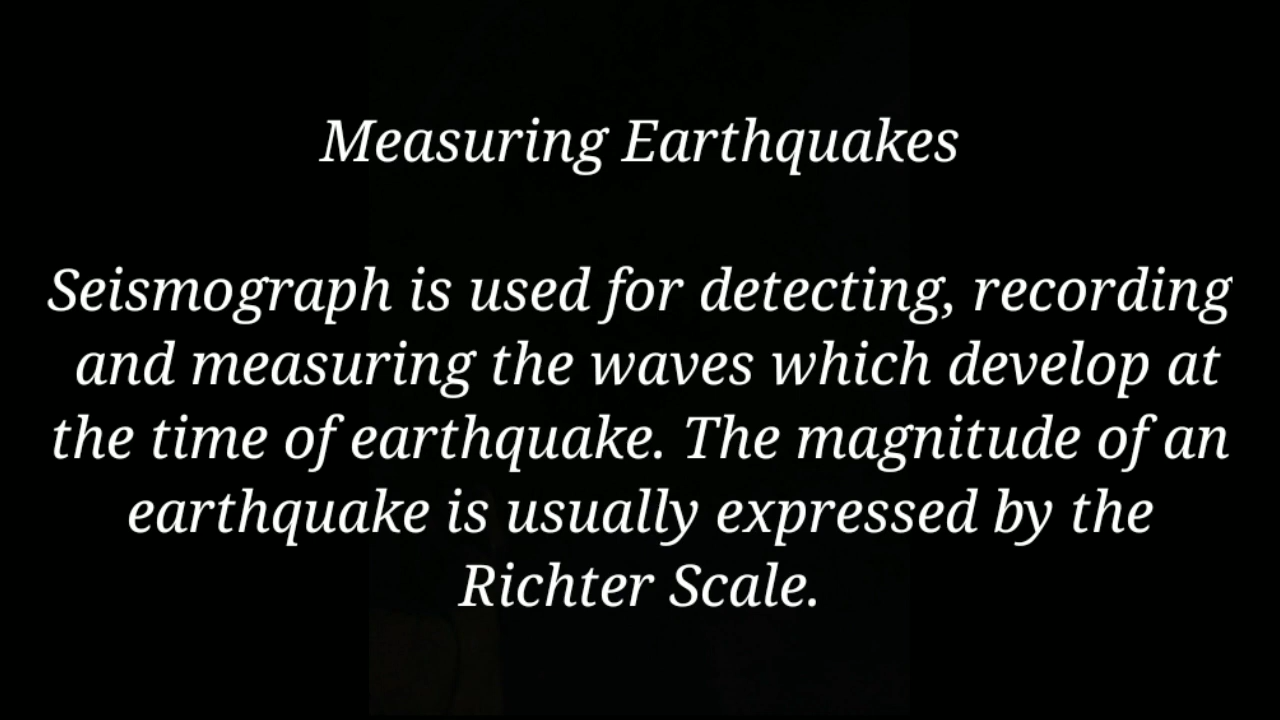 Measuring Earthquakes
Seismograph is used for detecting, recording
and measuring the waves which develop at
the time of earthquake. The magnitude of an
earthquake is usually expressed by the
Richter Scale.